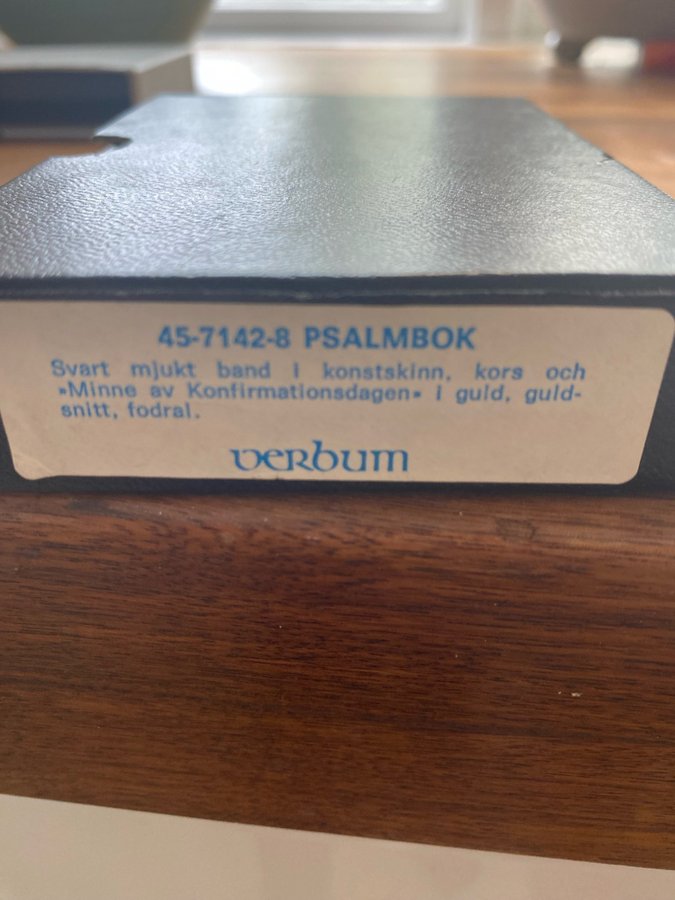 45-7142-8 PSALMBOK
Svart mjukt band i konstskinn, kors och
»Minne av Konfirmationsdagen» i guld, guld-
snitt, fodral.
verbum